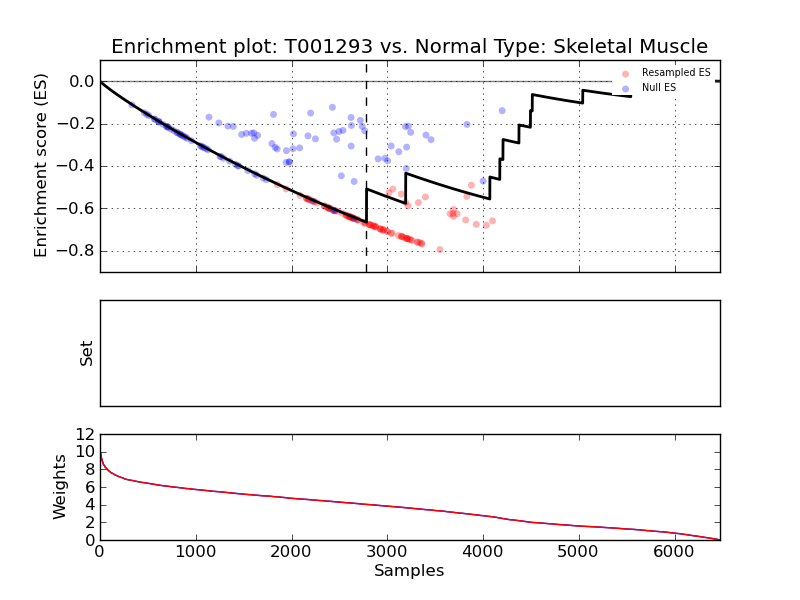 Enrichment plot: T001293 vs. Normal Type: Skeletal Muscle
Enrichment score (ES)
0.0
−0.2
−0.4
−0.6
−0.8
Resampled ES
Null ES
Set
Weights
12
10
8
6
4
2
0
0 1000 2000 3000 4000 5000 6000
Samples